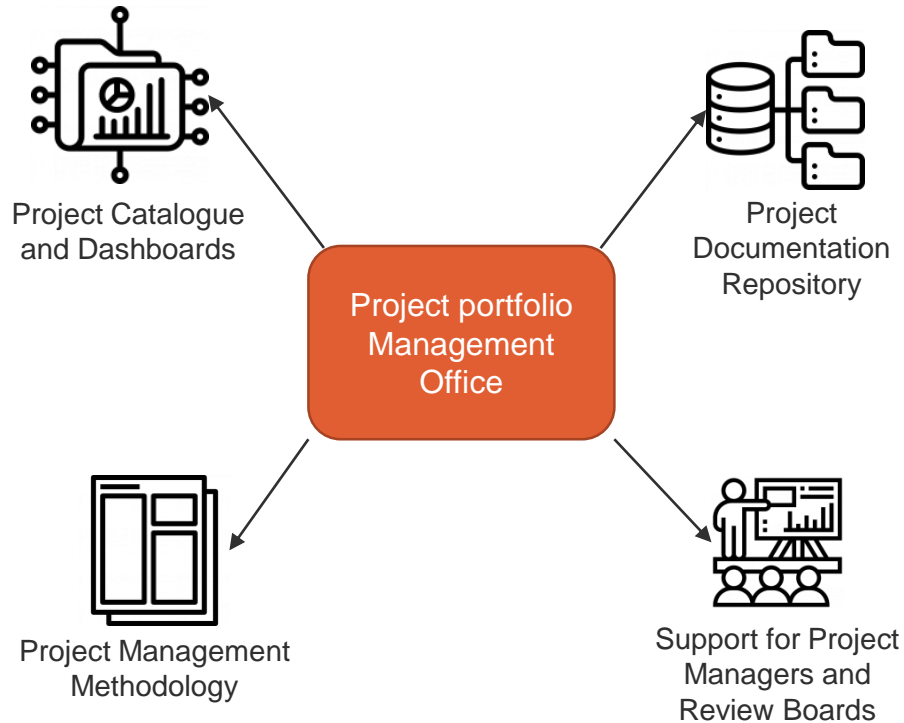 Project Catalogue
and Dashboards
Project
Documentation
Repository
Project portfolio
Management
Office
Project Management
Methodology
Support for Project
Managers and
Review Boards